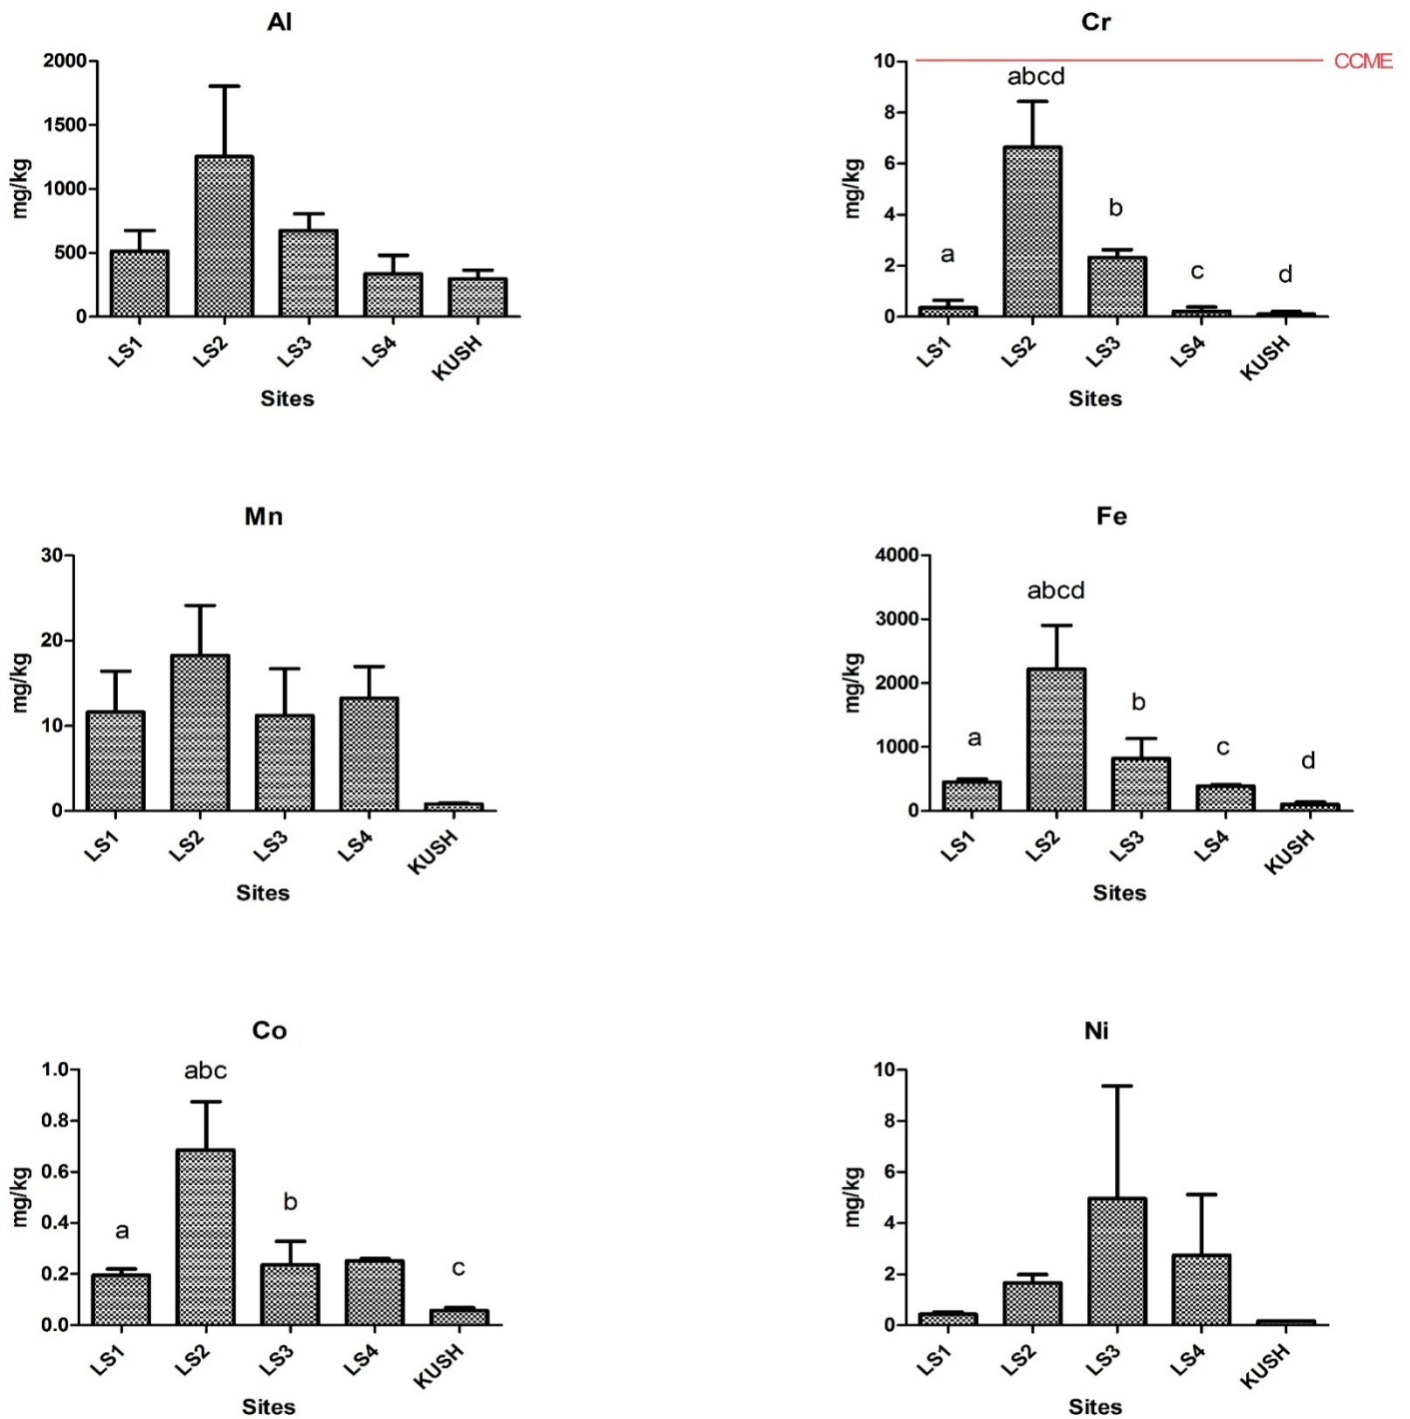 Al
2000
1500
1000
500
0
mg/kg
LS1 LS2 LS3 LS4 KUSH
Sites
Cr
10
8
6
4
2
0
mg/kg
CCME
abcd
a
b
c
d
LS1 LS2 LS3 LS4 KUSH
Sites
Mn
30
20
10
0
mg/kg
LS1 LS2 LS3 LS4 KUSH
Sites
Fe
4000
3000
2000
1000
0
mg/kg
abcd
a
b
c
d
LS1 LS2 LS3 LS4 KUSH
Sites
Co
1.0
0.8
0.6
0.4
0.2
0.0
mg/kg
abc
a
b
c
LS1 LS2 LS3 LS4 KUSH
Sites
Ni
10
8
6
4
2
0
mg/kg
LS1 LS2 LS3 LS4 KUSH
Sites